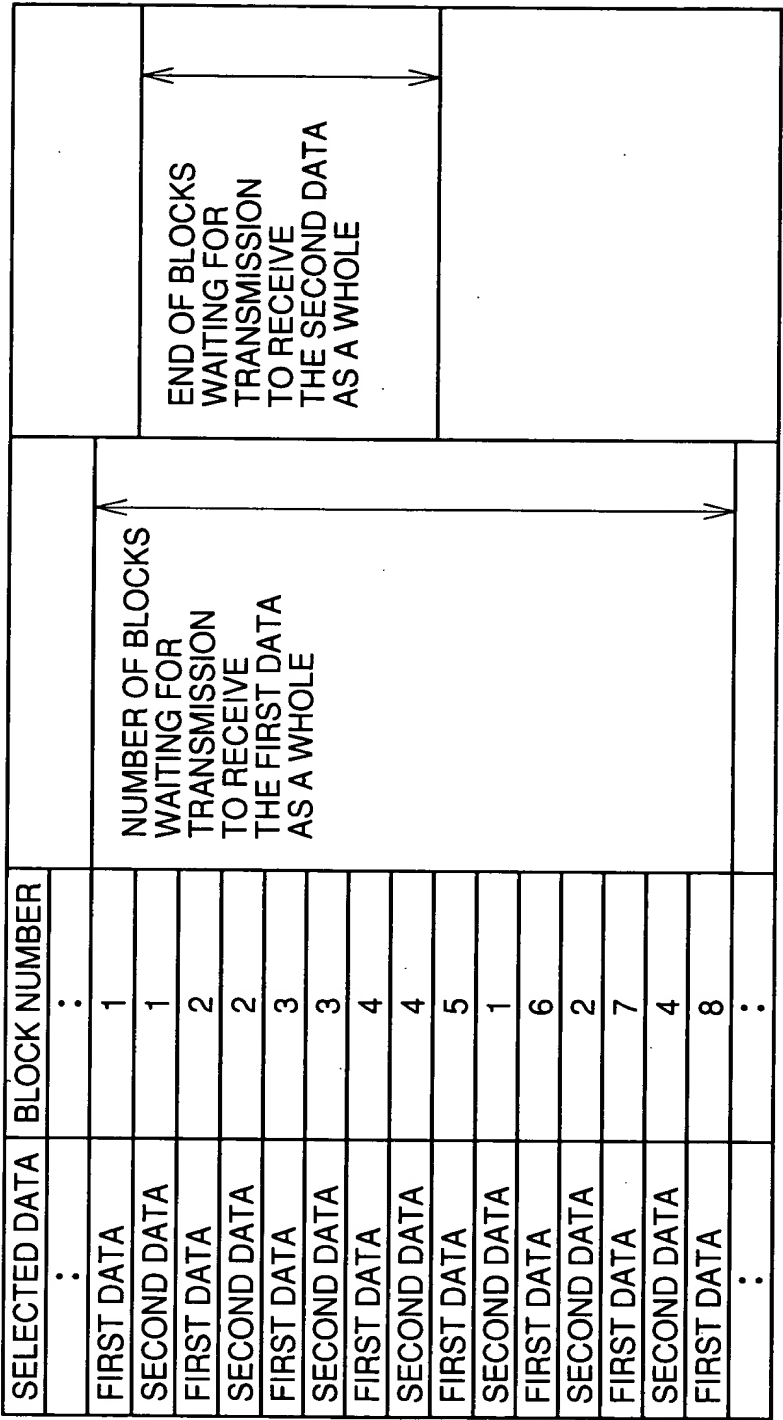 SELECTED DATA BLOCK NUMBER
: :
FIRST DATA 1
SECOND DATA 1
FIRST DATA 2
SECOND DATA 2
FIRST DATA 3
SECOND DATA 3
FIRST DATA 4
SECOND DATA 4
FIRST DATA 5
SECOND DATA 1
FIRST DATA 6
SECOND DATA 2
FIRST DATA 7
SECOND DATA 4
FIRST DATA 8
: :
NUMBER OF BLOCKS
WAITING FOR
TRANSMISSION
TO RECEIVE
THE FIRST DATA
AS A WHOLE
END OF BLOCKS
WAITING FOR
TRANSMISSION
TO RECEIVE
THE SECOND DATA
AS A WHOLE